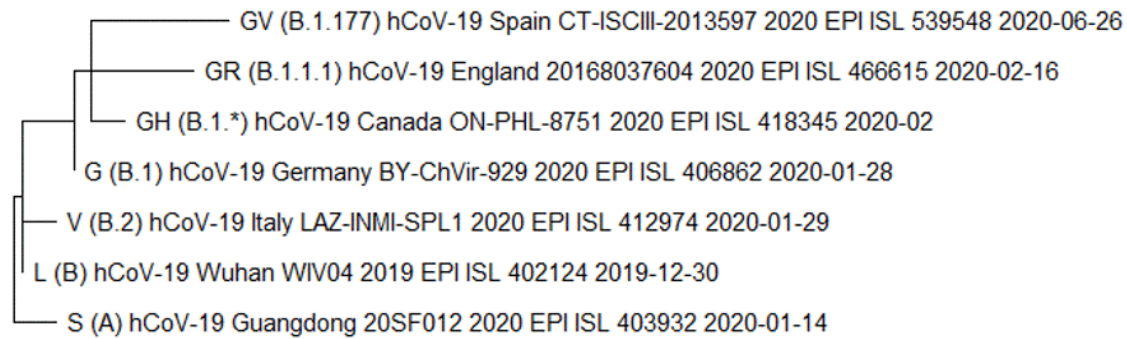 GV (B.1.177) hCoV-19 Spain CT-ISCIII-2013597 2020 EPI ISL 539548 2020-06-26
GR (B.1.1.1) hCoV-19 England 20168037604 2020 EPI ISL 466615 2020-02-16
GH (B.1.*) hCoV-19 Canada ON-PHL-8751 2020 EPI ISL 418345 2020-02
G (B.1) hCoV-19 Germany BY-ChVir-929 2020 EPI ISL 406862 2020-01-28
V (B.2) hCoV-19 Italy LAZ-INMI-SPL1 2020 EPI ISL 412974 2020-01-29
L (B) hCoV-19 Wuhan WIV04 2019 EPI ISL 402124 2019-12-30
S (A) hCoV-19 Guangdong 20SF012 2020 EPI ISL 403932 2020-01-14